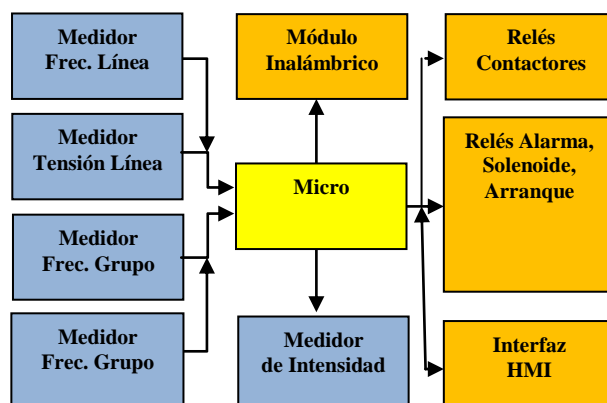 Medidor
Frec. Línea
Medidor
Tensión Línea
Medidor
Frec. Grupo
Medidor
Frec. Grupo
Módulo
Inalámbrico
Micro
Medidor
de Intensidad
Relés
Contactores
Relés Alarma,
Solenoide,
Arranque
Interfaz
HMI